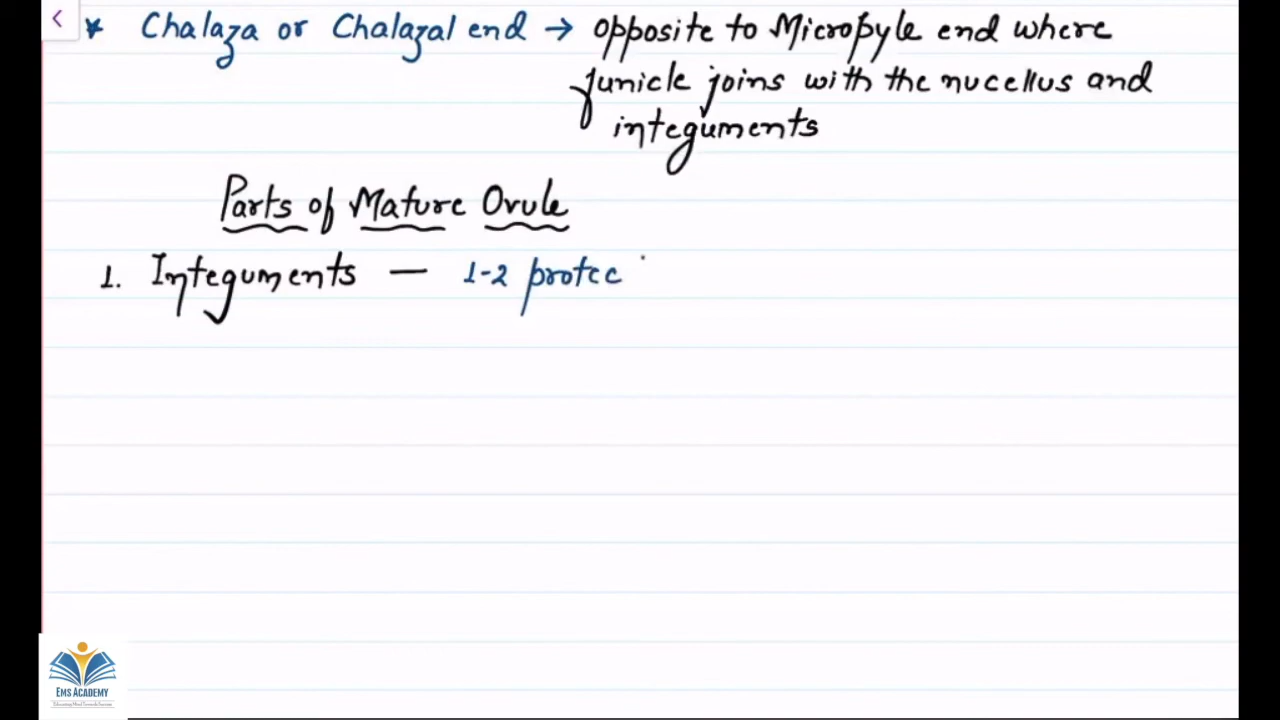 * Chalaza or Chalazal end → opposite to Micropyle end where
funicle joins with the nucellus and
integuments
Parts of Mature Ovule
1. Integuments — 1-2 protec
EMS ACADEMY